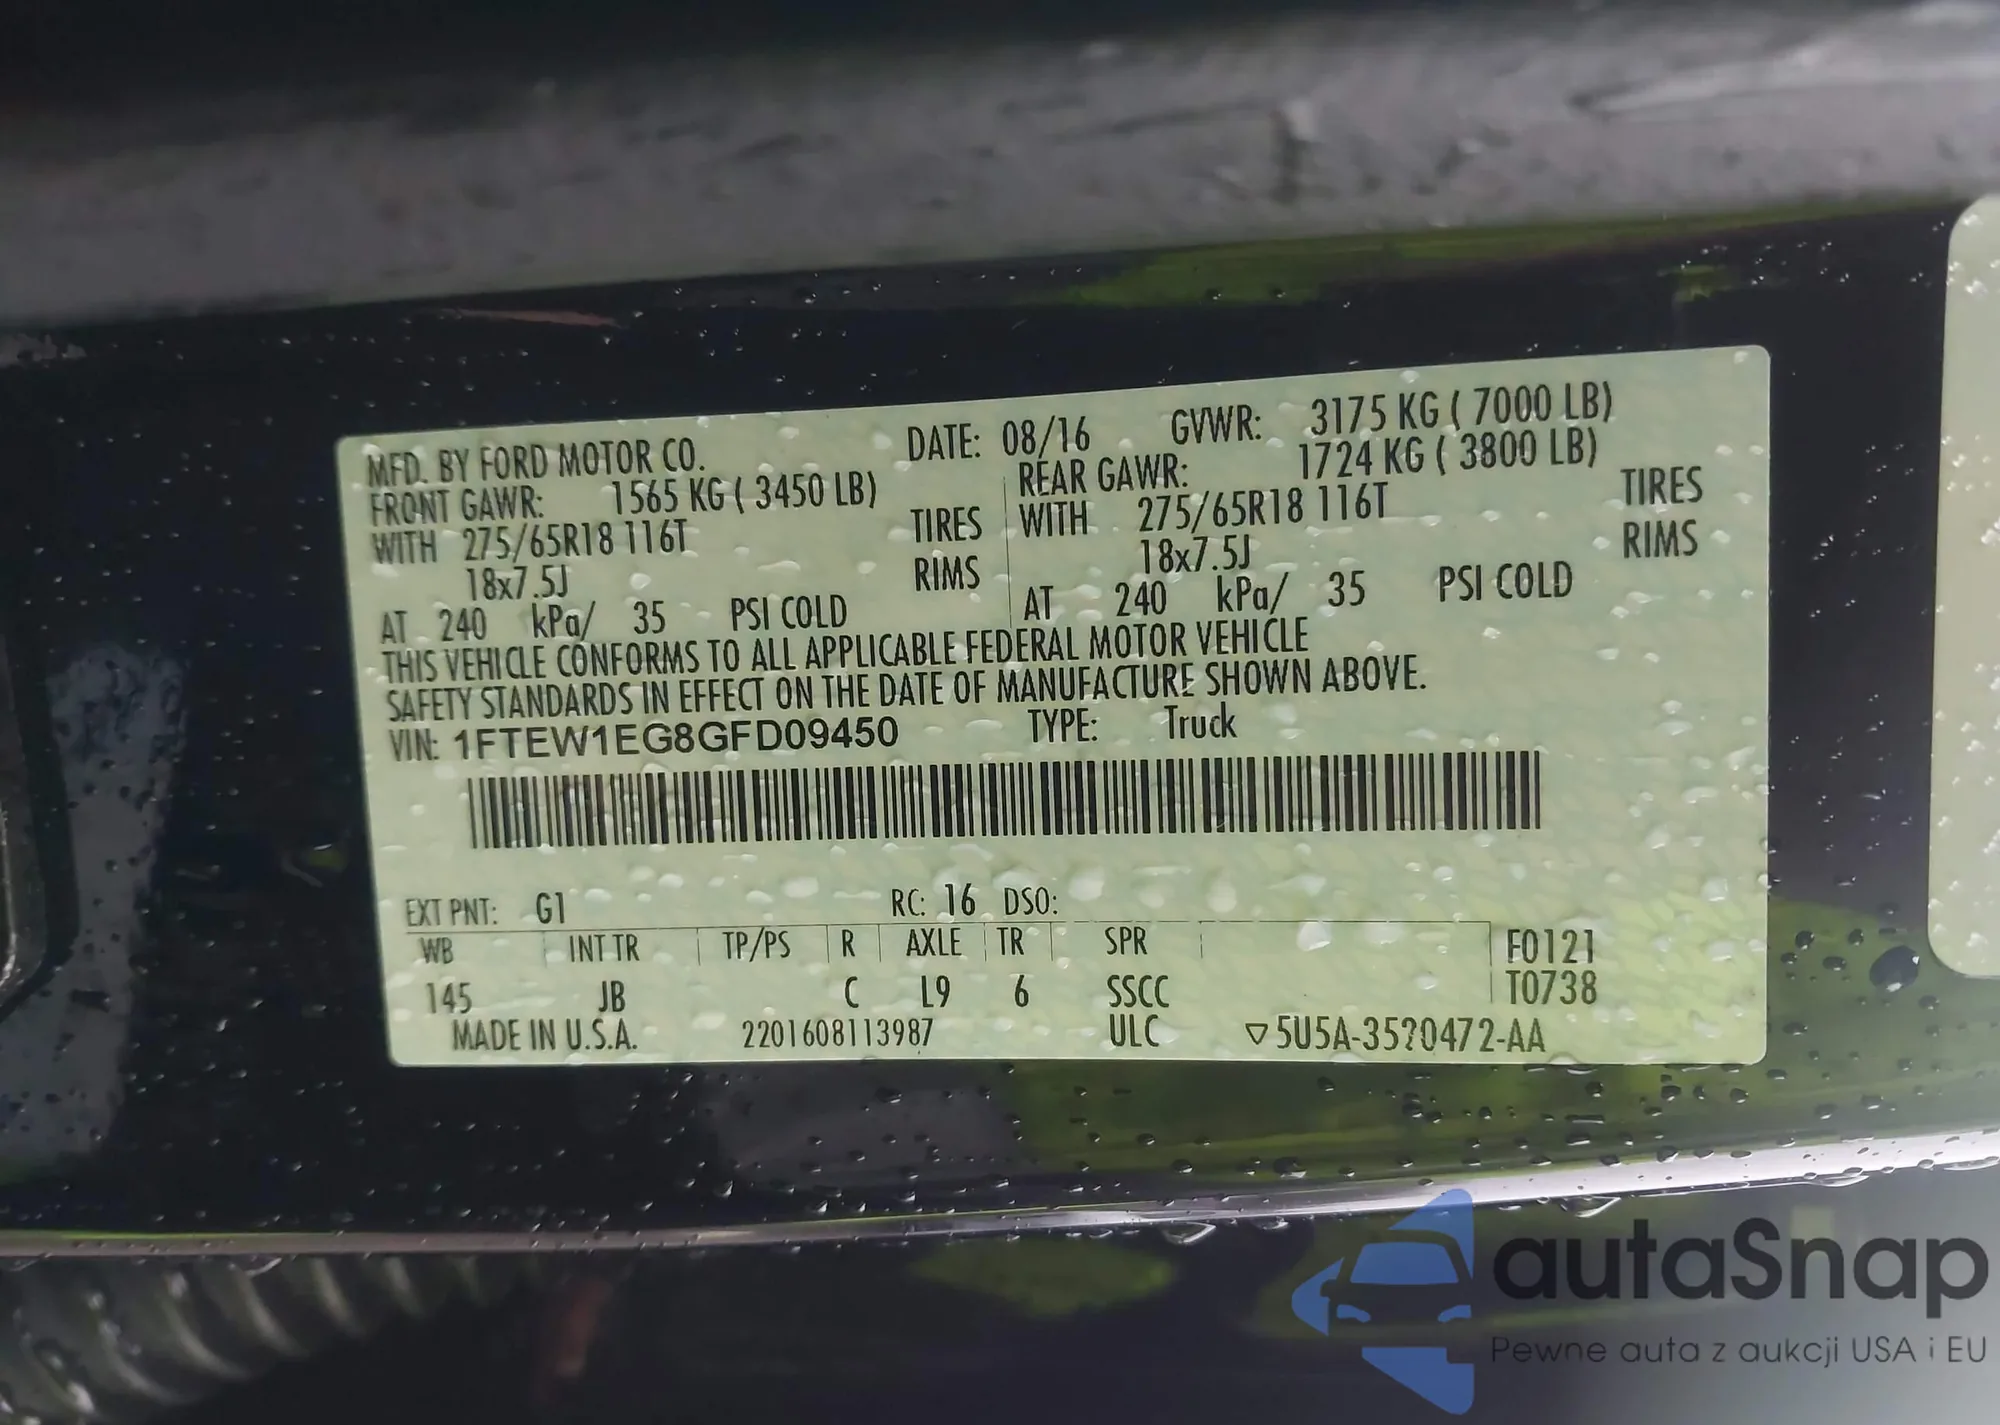 MFD. BY FORD MOTOR CO. DATE: 08/16 GVWR: 3175 KG ( 7000 LB)
FRONT GAWR: 1565 KG ( 3450 LB) REAR GAWR: 1724 KG ( 3800 LB)
WITH 275/65R18 116T TIRES WITH 275/65R18 116T TIRES
18x7.5J RIMS 18x7.5J RIMS
AT 240 kPa/ 35 PSI COLD AT 240 kPa/ 35 PSI COLD
THIS VEHICLE CONFORMS TO ALL APPLICABLE FEDERAL MOTOR VEHICLE
SAFETY STANDARDS IN EFFECT ON THE DATE OF MANUFACTURE SHOWN ABOVE.
VIN: 1FTEW1EG8GFD09450 TYPE: Truck
EXT PNT: G1 RC: 16 DSO:
WB INT TR TP/PS R AXLE TR SPR F0121
145 JB C L9 6 SSCC T0738
MADE IN U.S.A. 2201608113987 ULC
autaSnap
Pewne auta z aukcji USA i EU